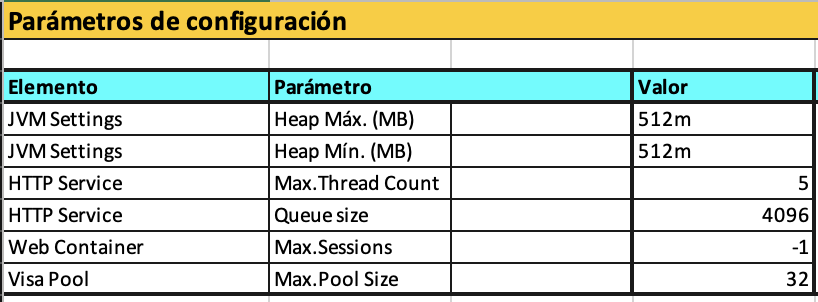 Parámetros de configuración
Elemento Parámetro Valor
JVM Settings Heap Máx. (MB) 512m
JVM Settings Heap Mín. (MB) 512m
HTTP Service Max.Thread Count 5
HTTP Service Queue size 4096
Web Container Max.Sessions -1
Visa Pool Max.Pool Size 32